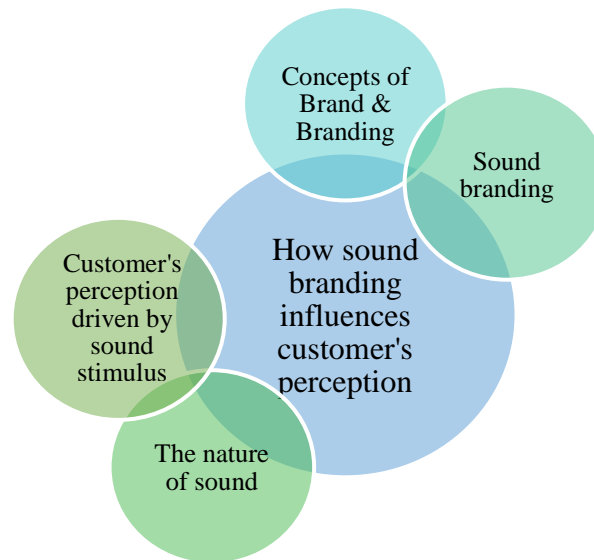 Concepts of
Brand &
Branding
Sound
branding
How sound
branding
influences
customer's
perception
Customer's
perception
driven by
sound
stimulus
The nature
of sound